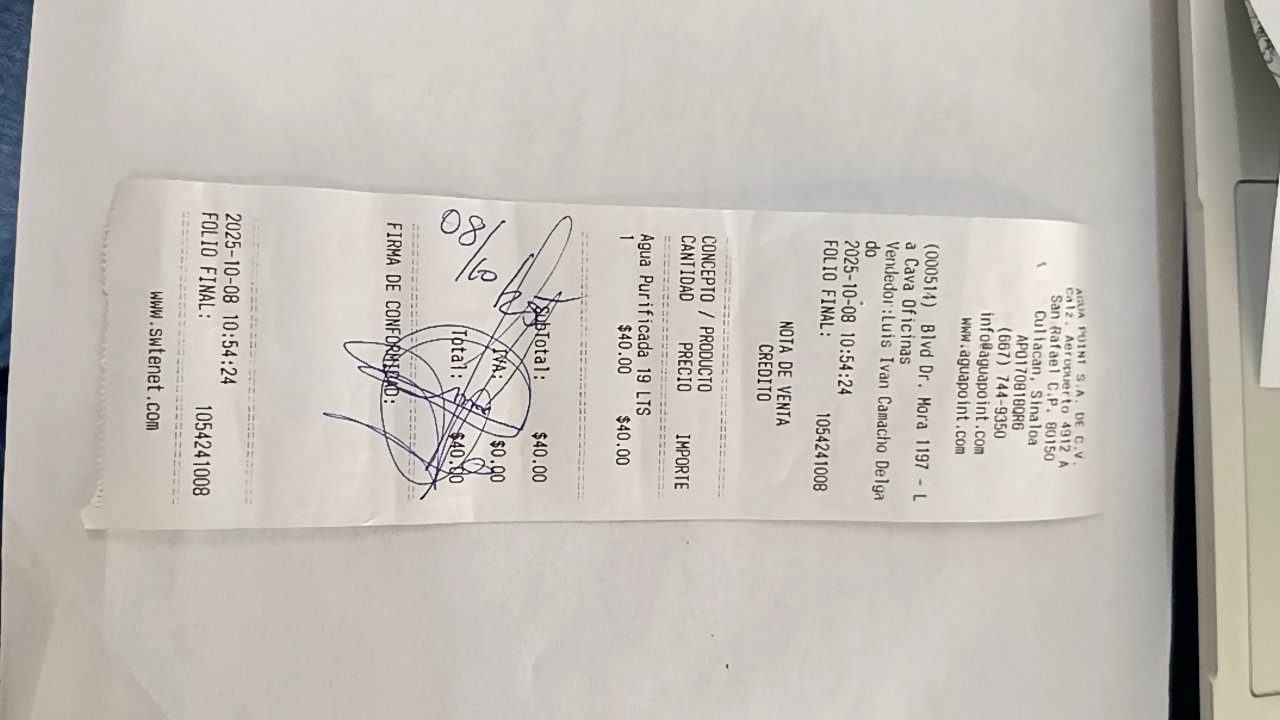 AGUA POINT S.A. DE C.V.
Calz. Aeropuerto 4912 A
San Rafael C.P. 80150
Culiacan, Sinaloa
APO170818QR6
(667) 744-9350
info@aguapoint.com
www.aguapoint.com
(000514) Blvd Dr. Mora 1197 - L
a Cava Oficinas
Vendedor:Luis Ivan Camacho Delga
do
2025-10-08 10:54:24
FOLIO FINAL: 1054241008
NOTA DE VENTA
CREDITO
CONCEPTO / PRODUCTO
CANTIDAD PRECIO IMPORTE
Agua Purificada 19 LTS
1 $40.00 $40.00
SubTotal: $40.00
IVA: $0.00
Total: $40.00
08/10
FIRMA DE CONFORMIDAD:
2025-10-08 10:54:24
FOLIO FINAL: 1054241008
www.swtenet.com